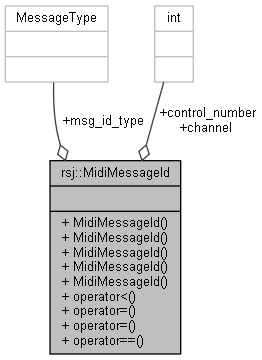 MessageType
int
+msg_id_type
+control_number
+channel
rsj::MidiMessageId
+ MidiMessageId()
+ MidiMessageId()
+ MidiMessageId()
+ MidiMessageId()
+ MidiMessageId()
+ operator<()
+ operator=()
+ operator=()
+ operator==()